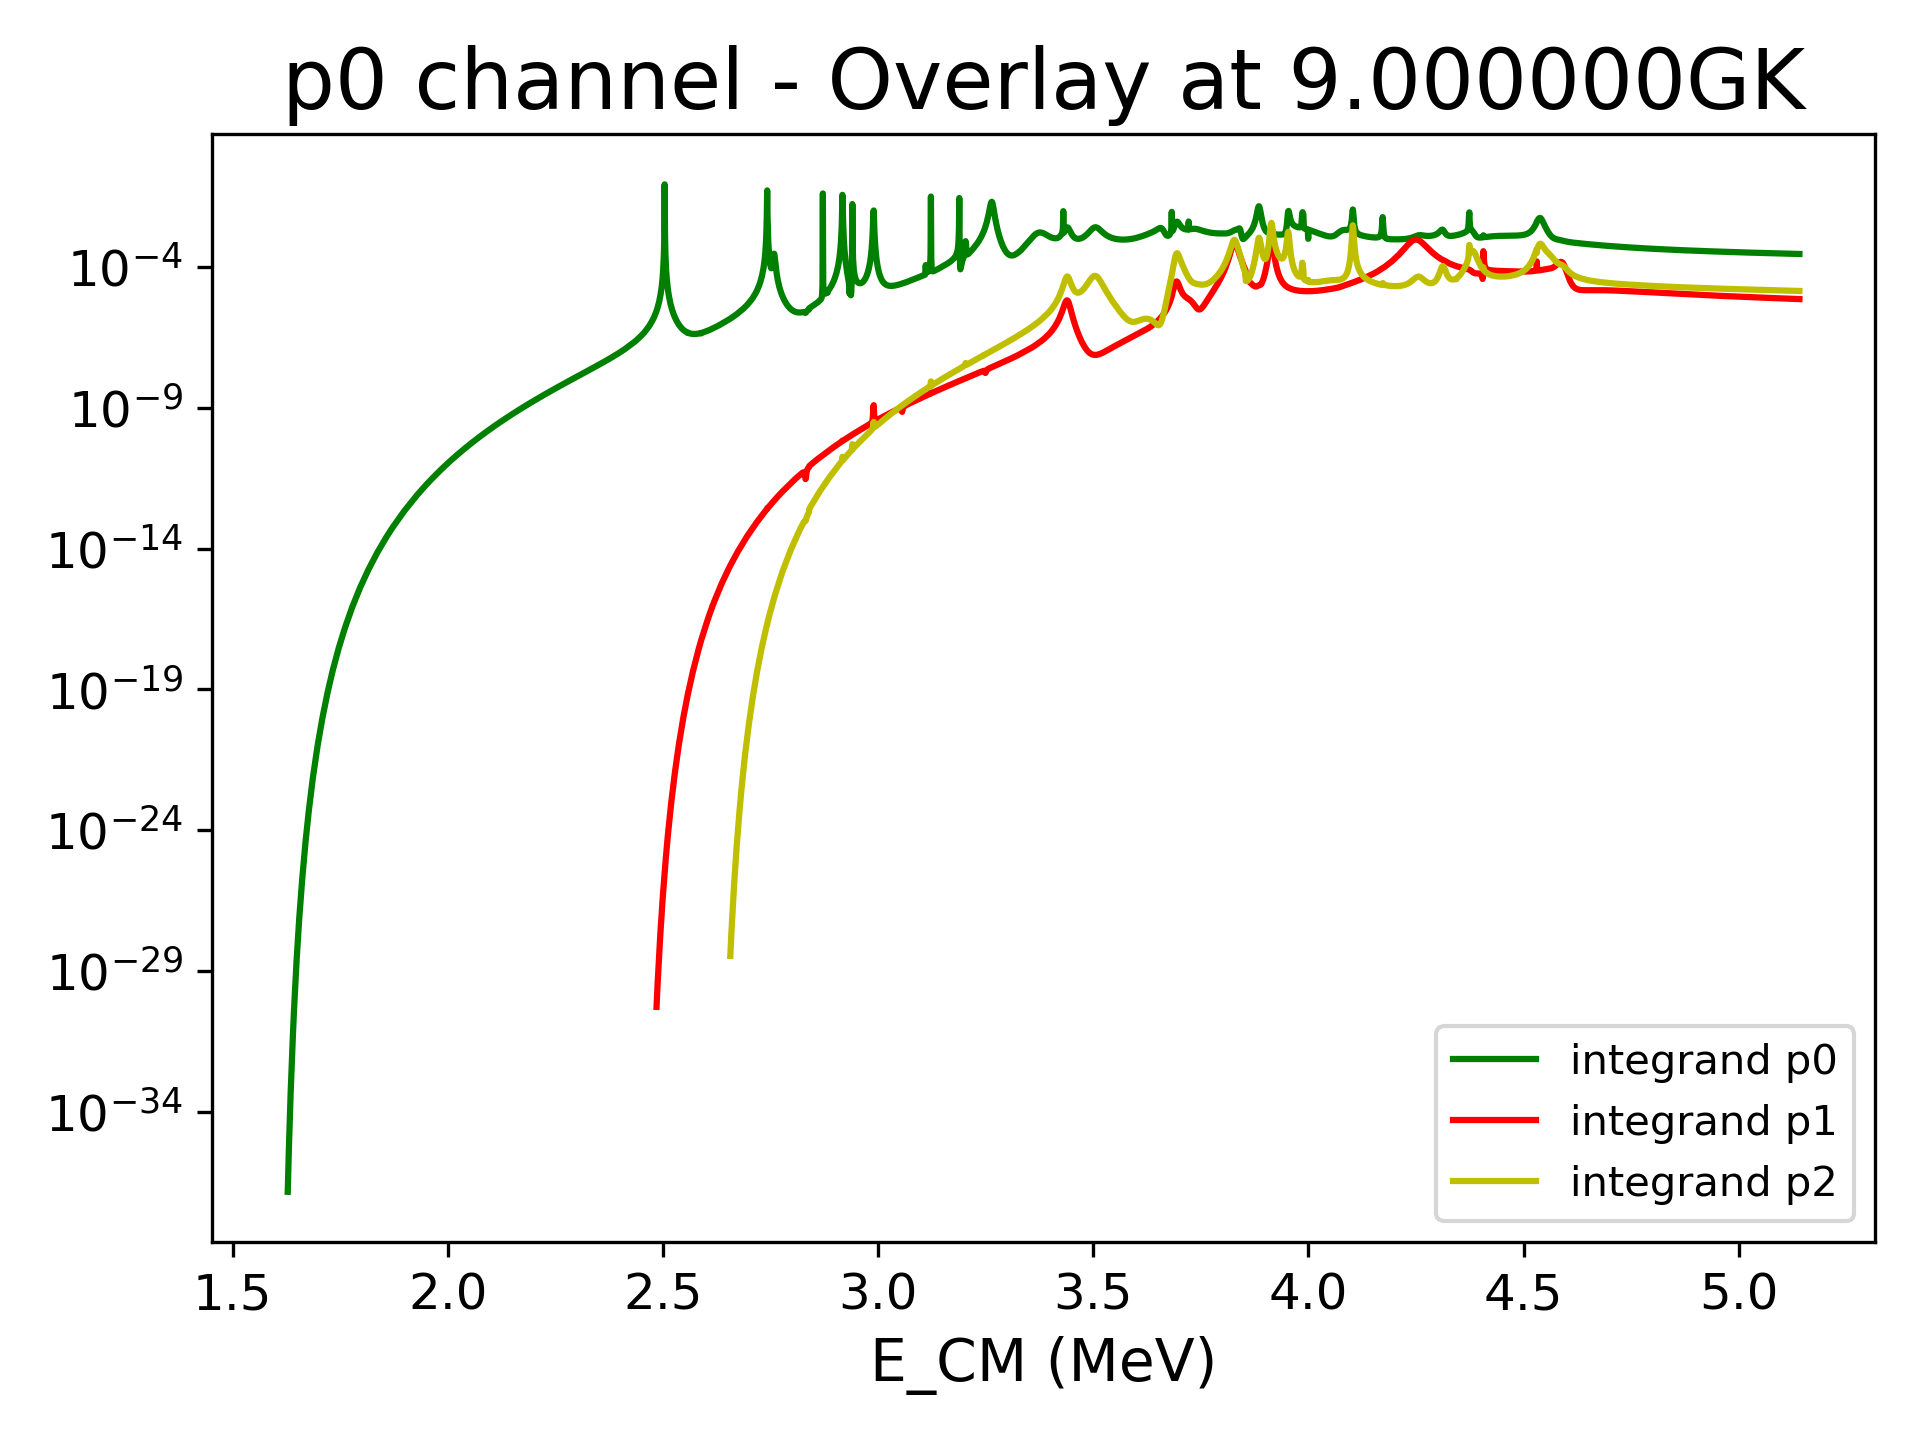 p0 channel - Overlay at 9.000000GK
10⁻⁴
10⁻⁹
10⁻¹⁴
10⁻¹⁹
10⁻²⁴
10⁻²⁹
10⁻³⁴
integrand p0
integrand p1
integrand p2
1.5 2.0 2.5 3.0 3.5 4.0 4.5 5.0
E_CM (MeV)